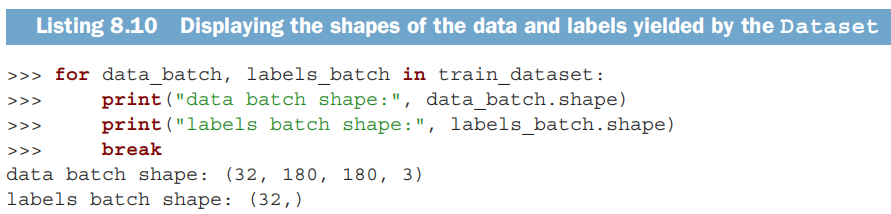 Listing 8.10 Displaying the shapes of the data and labels yielded by the Dataset
>>> for data_batch, labels_batch in train_dataset:
>>>     print("data batch shape:", data_batch.shape)
>>>     print("labels batch shape:", labels_batch.shape)
>>>     break
data batch shape: (32, 180, 180, 3)
labels batch shape: (32,)